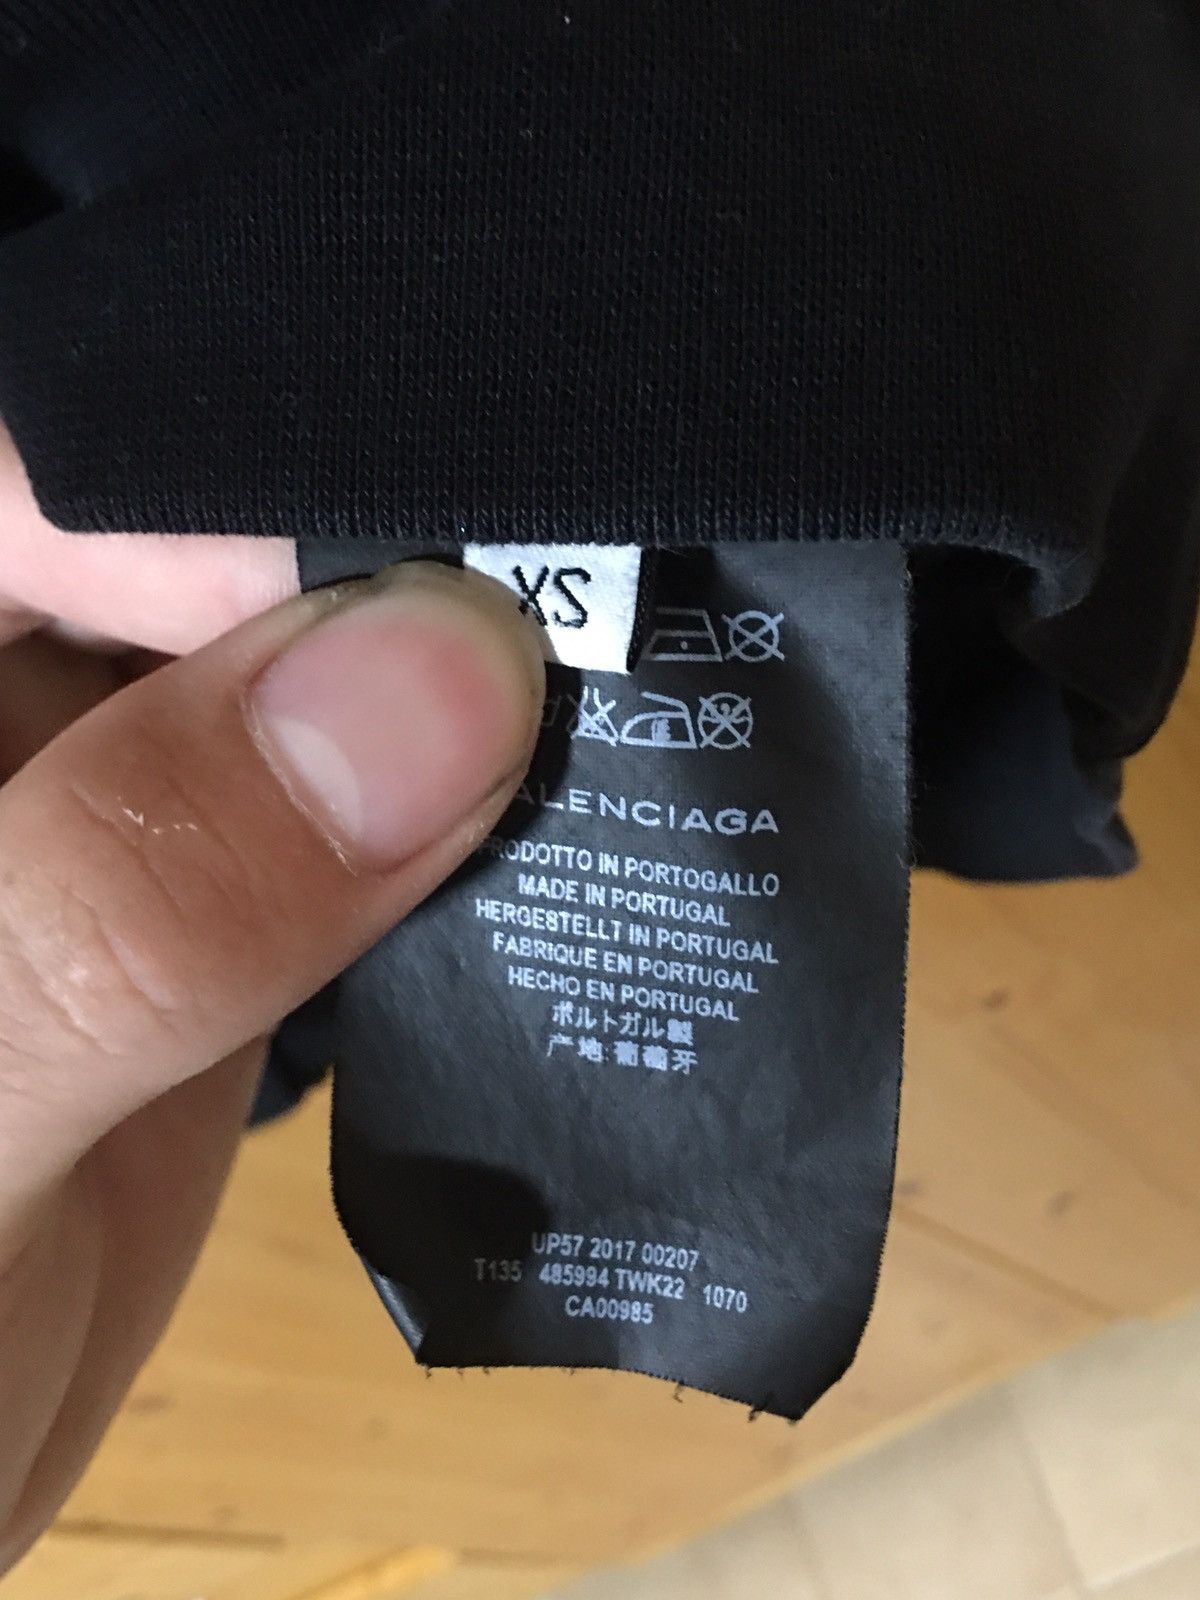 XS
ALENCIAGA
RODOTTO IN PORTOGALLO
MADE IN PORTUGAL
HERGESTELLT IN PORTUGAL
FABRIQUE EN PORTUGAL
HECHO EN PORTUGAL
ポルトガル製
产地:葡萄牙
UP57 2017 00207
T135 485994 TWK22 1070
CA00985